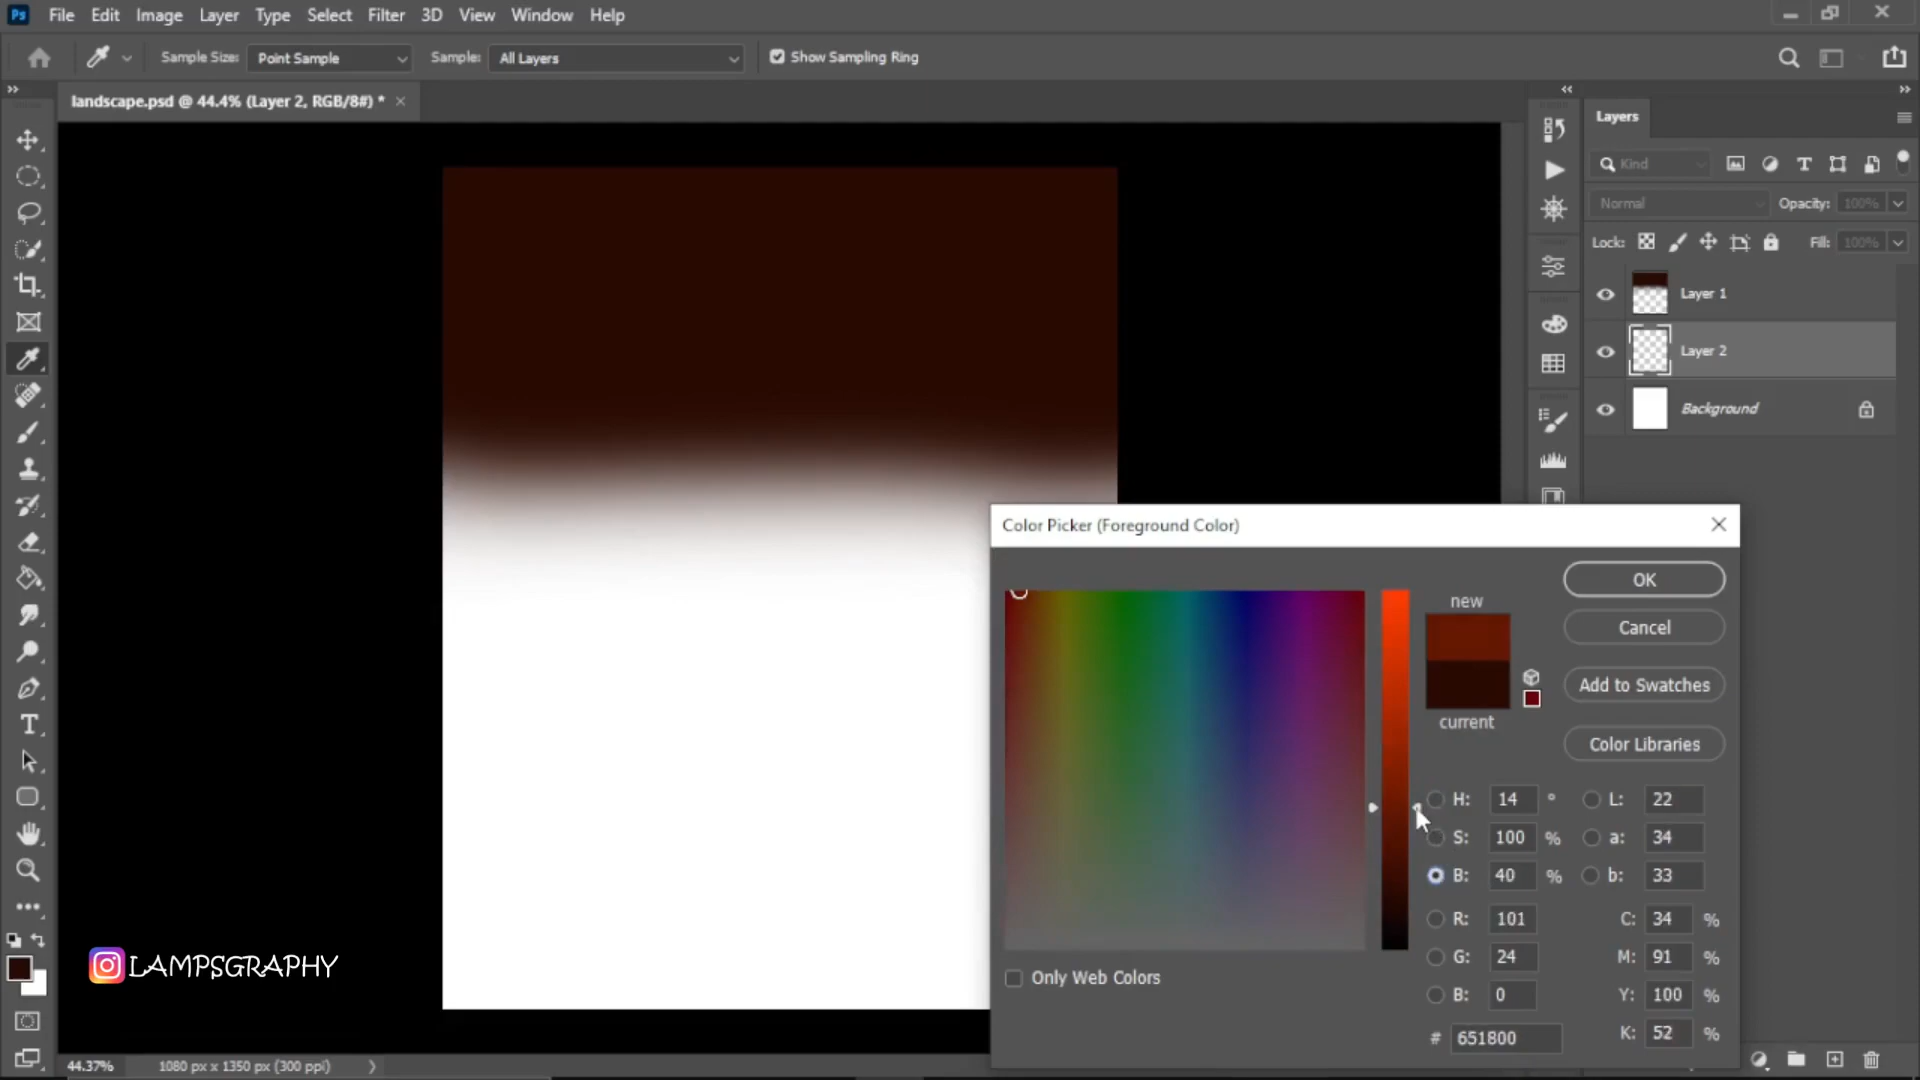 Ps File Edit Image Layer Type Select Filter 3D View Window Help
Sample Size: Point Sample Sample: All Layers Show Sampling Ring
landscape.psd @ 44.4% (Layer 2, RGB/8#) *
Layers
Kind
Normal Opacity: 100%
Lock: Fill: 100%
Layer 1
Layer 2
Background
Color Picker (Foreground Color)
new
current
OK
Cancel
Add to Swatches
Color Libraries
H: 14 ° L: 22
S: 100 % a: 34
B: 40 % b: 33
R: 101 C: 34 %
G: 24 M: 91 %
B: 0 Y: 100 %
# 651800 K: 52 %
Only Web Colors
LAMPSGRAPHY
44.37% 1080 px x 1350 px (300 ppi)